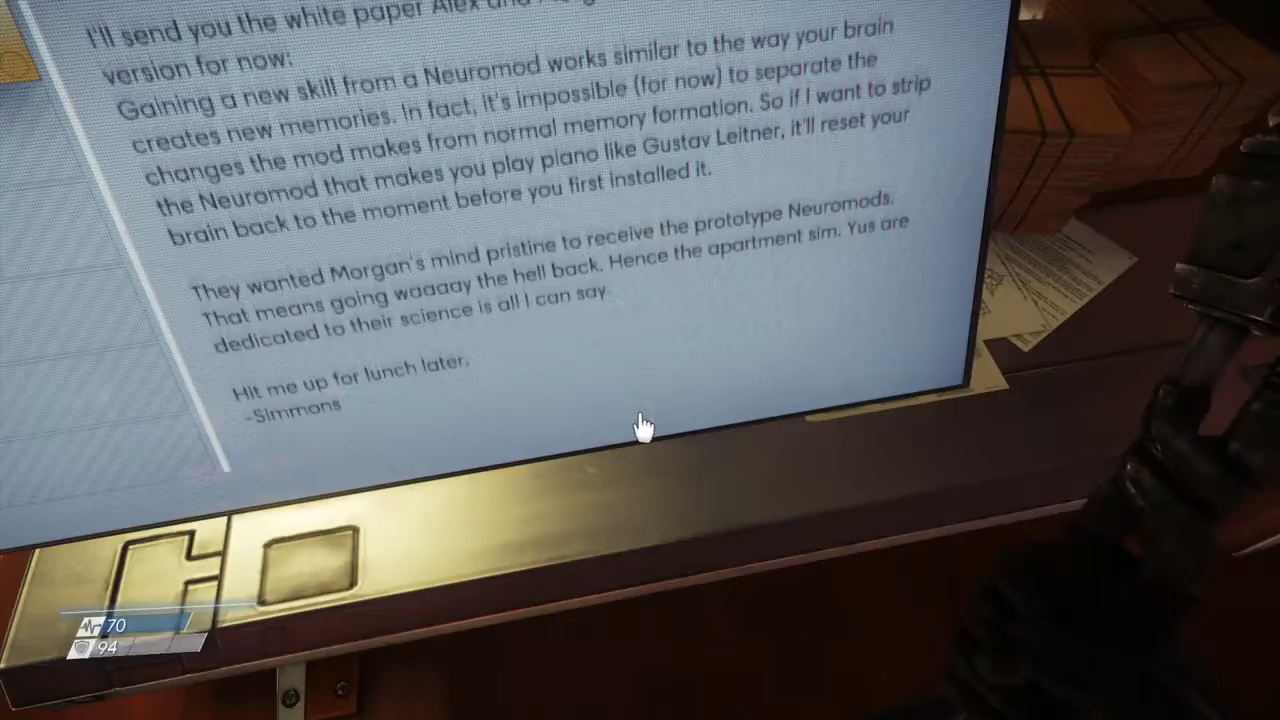 I'll send you the white paper Alex and
version for now:
Gaining a new skill from a Neuromod works similar to the way your brain
creates new memories. In fact, it's impossible (for now) to separate the
changes the mod makes from normal memory formation. So if I want to strip
the Neuromod that makes you play piano like Gustav Leitner, it'll reset your
brain back to the moment before you first installed it.
They wanted Morgan's mind pristine to receive the prototype Neuromods.
That means going waaaay the hell back. Hence the apartment sim. Yus are
dedicated to their science is all I can say.
Hit me up for lunch later,
-Simmons
70
94